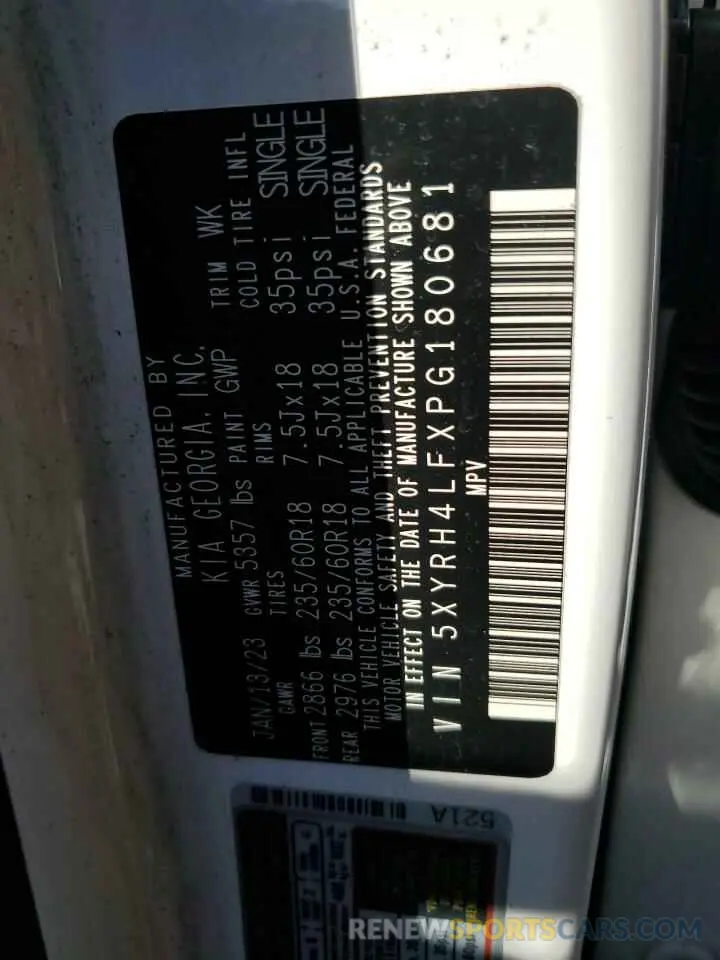 MANUFACTURED BY
KIA GEORGIA, INC.
JAN/13/23 GVWR 5357 lbs PAINT GWP TRIM WK
GAWR TIRES RIMS COLD TIRE INFL
FRONT 2866 lbs 235/60R18 7.5Jx18 35psi SINGLE
REAR 2976 lbs 235/60R18 7.5Jx18 35psi SINGLE
THIS VEHICLE CONFORMS TO ALL APPLICABLE U.S.A. FEDERAL
MOTOR VEHICLE SAFETY AND THEFT PREVENTION STANDARDS
IN EFFECT ON THE DATE OF MANUFACTURE SHOWN ABOVE
VIN 5XYRH4LFXPG180681
MPV
521A
RENEWSPORTSCARS.COM